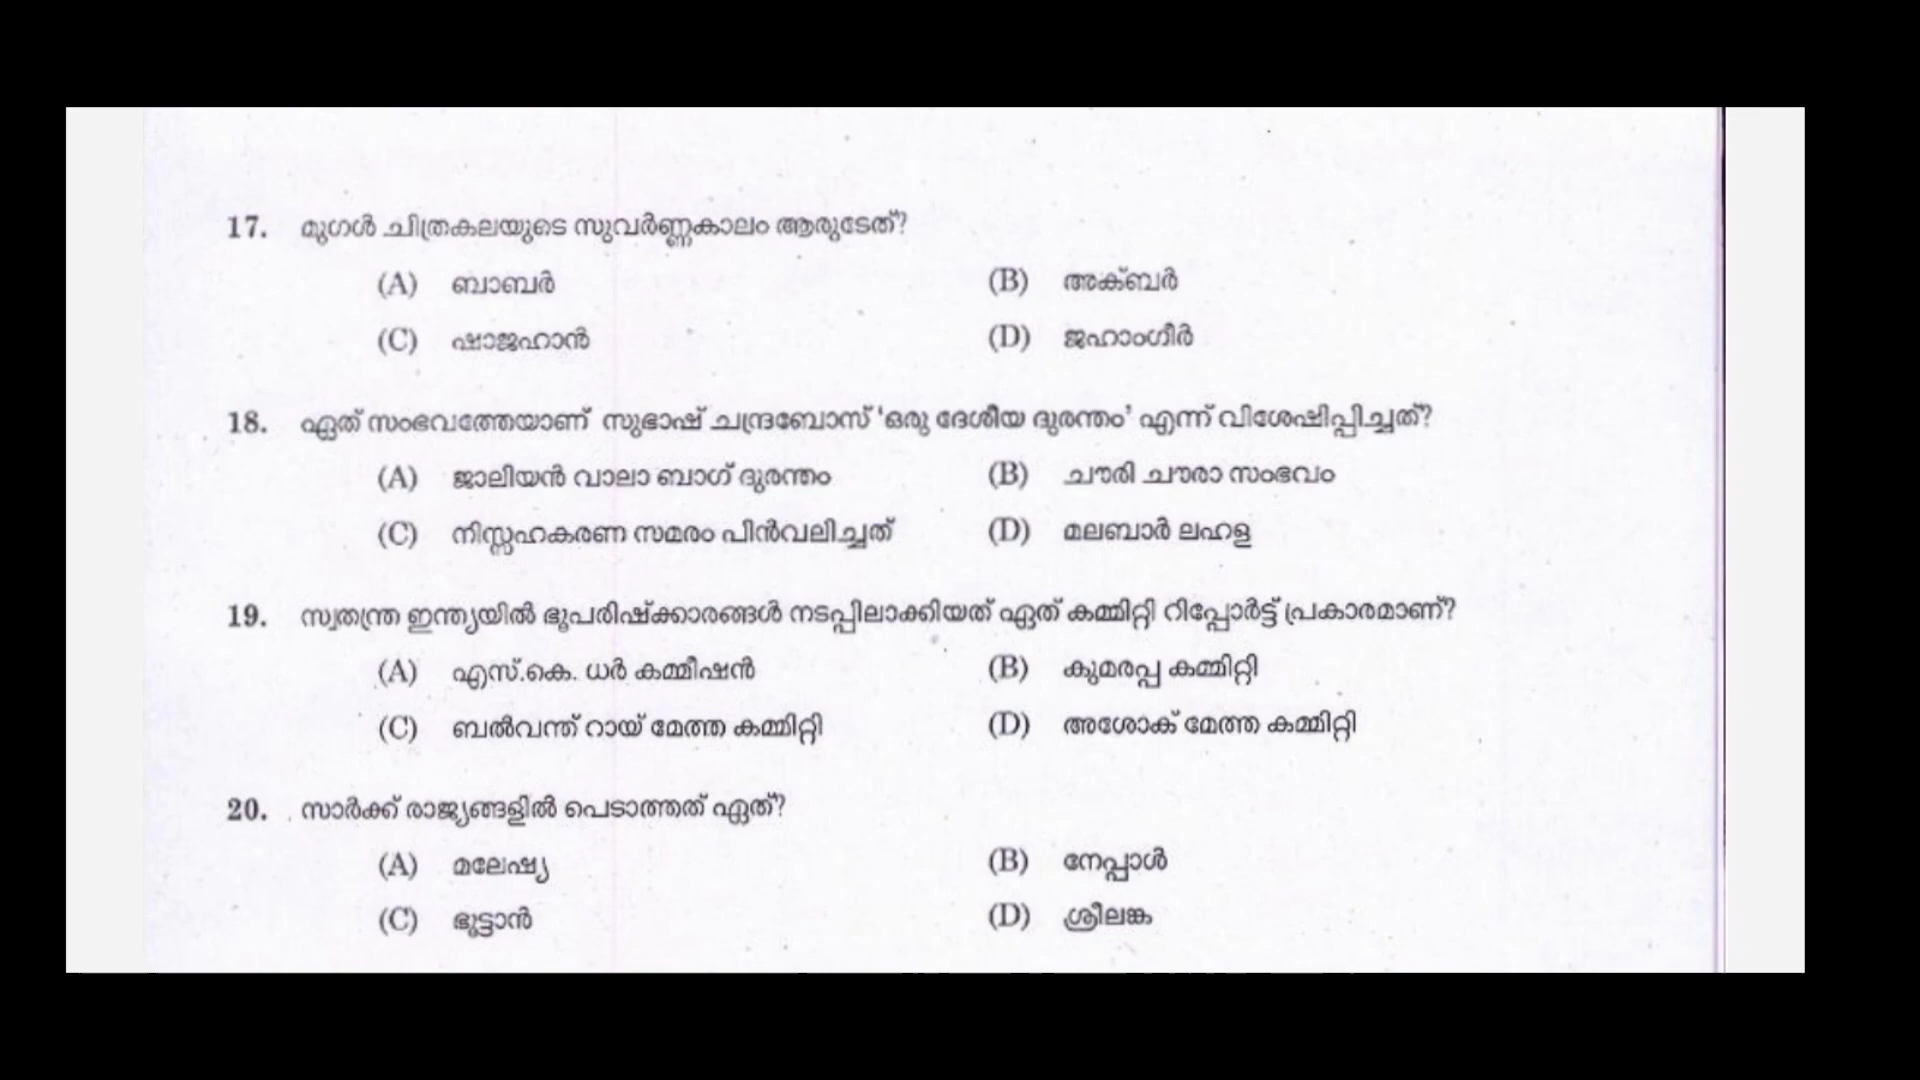 17. മുഗൾ ചിത്രകലയുടെ സുവർണ്ണകാലം ആരുടേത്?
(A) ബാബർ (B) അക്ബർ
(C) ഷാജഹാൻ (D) ജഹാംഗീർ
18. ഏത് സംഭവത്തേയാണ് സുഭാഷ് ചന്ദ്രബോസ് 'ഒരു ദേശീയ ദുരന്തം' എന്ന് വിശേഷിപ്പിച്ചത്?
(A) ജാലിയൻ വാലാ ബാഗ് ദുരന്തം (B) ചൗരി ചൗരാ സംഭവം
(C) നിസ്സഹകരണ സമരം പിൻവലിച്ചത് (D) മലബാർ ലഹള
19. സ്വതന്ത്ര ഇന്ത്യയിൽ ഭൂപരിഷ്ക്കാരങ്ങൾ നടപ്പിലാക്കിയത് ഏത് കമ്മിറ്റി റിപ്പോർട്ട് പ്രകാരമാണ്?
(A) എസ്.കെ. ധർ കമ്മീഷൻ (B) കുമരപ്പ കമ്മിറ്റി
(C) ബൽവന്ത് റായ് മേത്ത കമ്മിറ്റി (D) അശോക് മേത്ത കമ്മിറ്റി
20. സാർക്ക് രാജ്യങ്ങളിൽ പെടാത്തത് ഏത്?
(A) മലേഷ്യ (B) നേപ്പാൾ
(C) ഭൂട്ടാൻ (D) ശ്രീലങ്ക